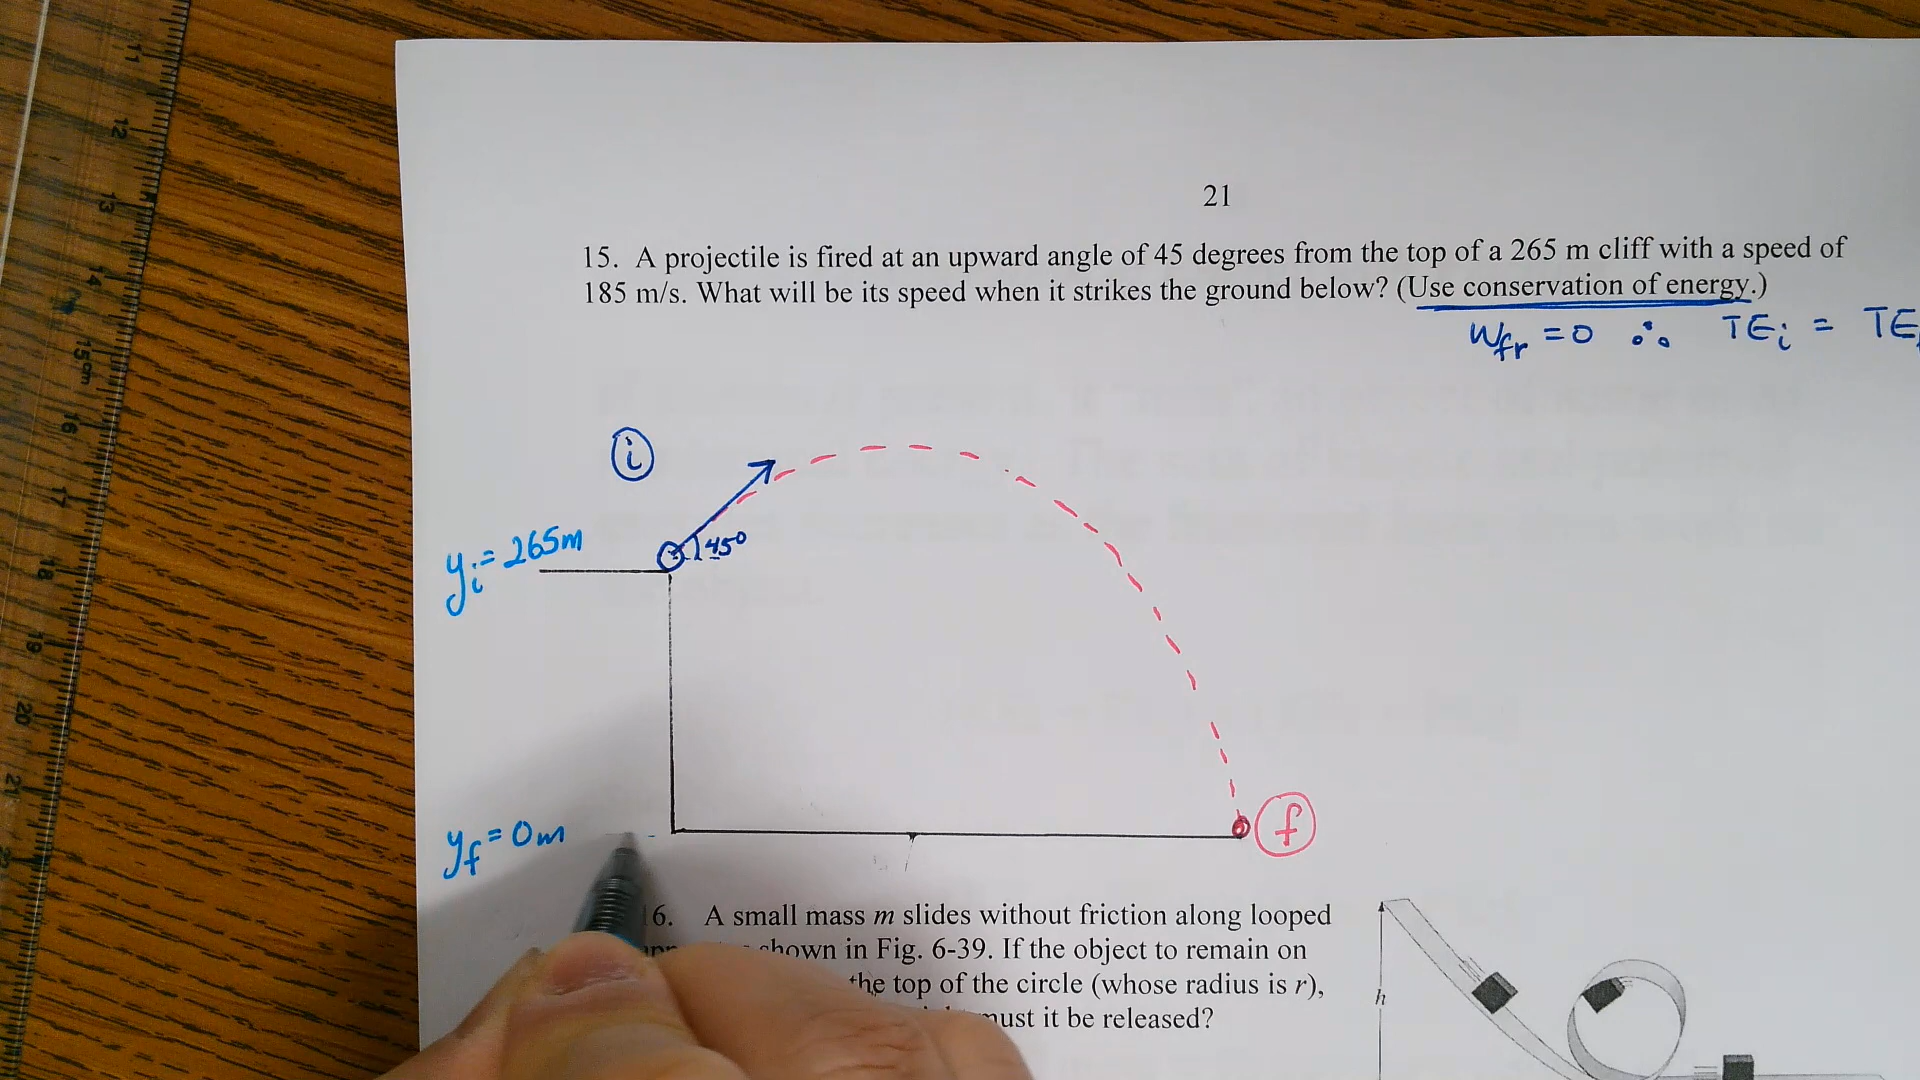 21
15. A projectile is fired at an upward angle of 45 degrees from the top of a 265 m cliff with a speed of
185 m/s. What will be its speed when it strikes the ground below? (Use conservation of energy.)
Wfr = 0 ∴ TEi = TE
i
45°
yi = 265m
yf = 0m
f
6. A small mass m slides without friction along looped
shown in Fig. 6-39. If the object to remain on
the top of the circle (whose radius is r),
must it be released?
h
11
12
13
14
15cm
16
17
18
19
20
21